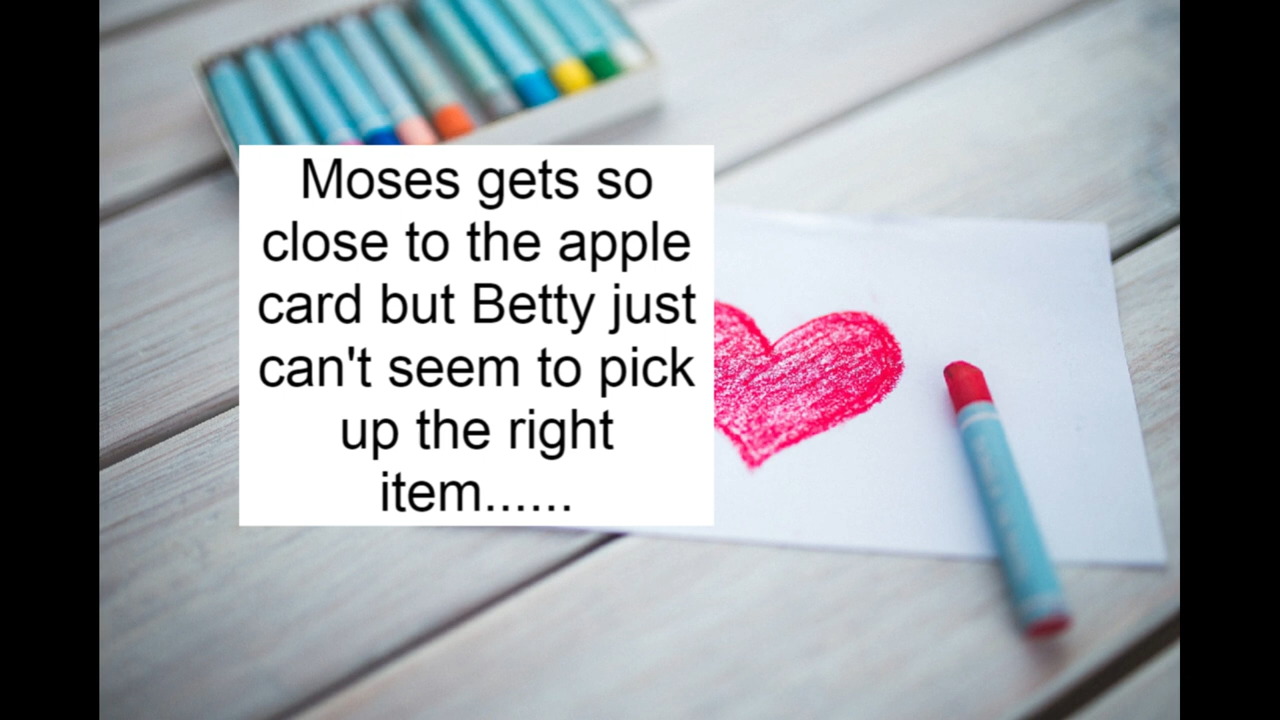 Moses gets so
close to the apple
card but Betty just
can't seem to pick
up the right
item......